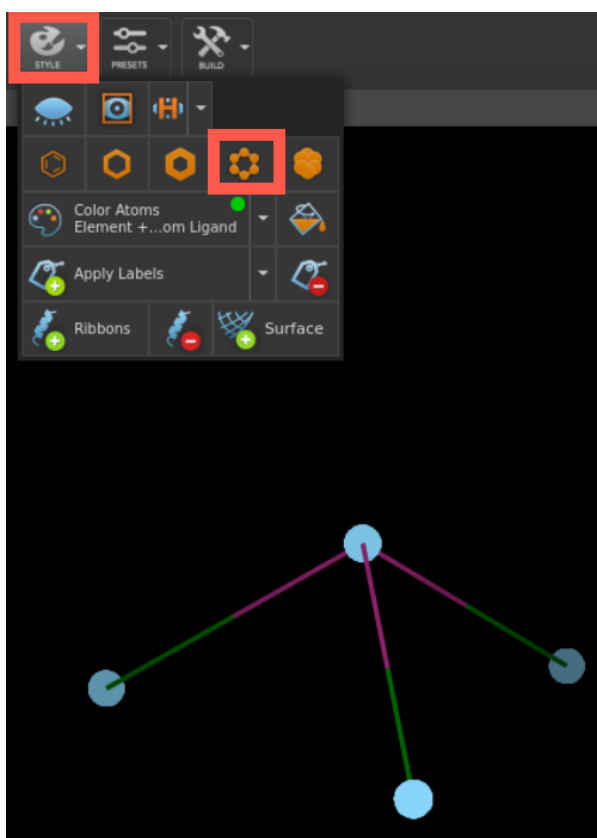 STYLE
PRESETS
BUILD
Color Atoms
Element +...om Ligand
Apply Labels
Ribbons
Surface